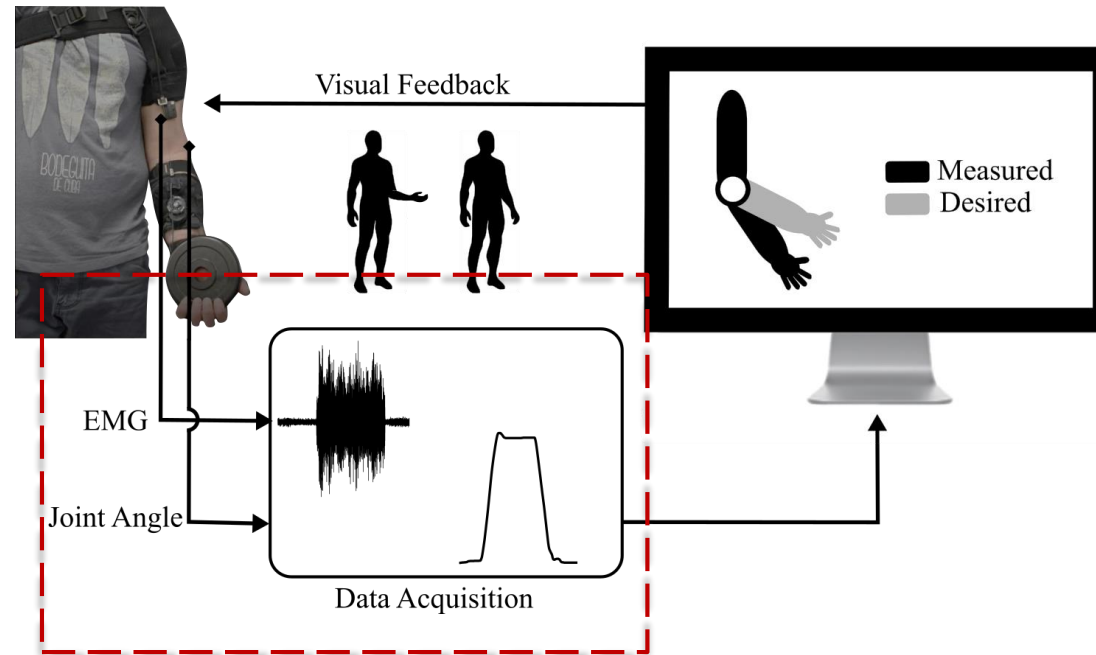 Visual Feedback
BODEGUITA
DE CUBA
Measured
Desired
EMG
Joint Angle
Data Acquisition